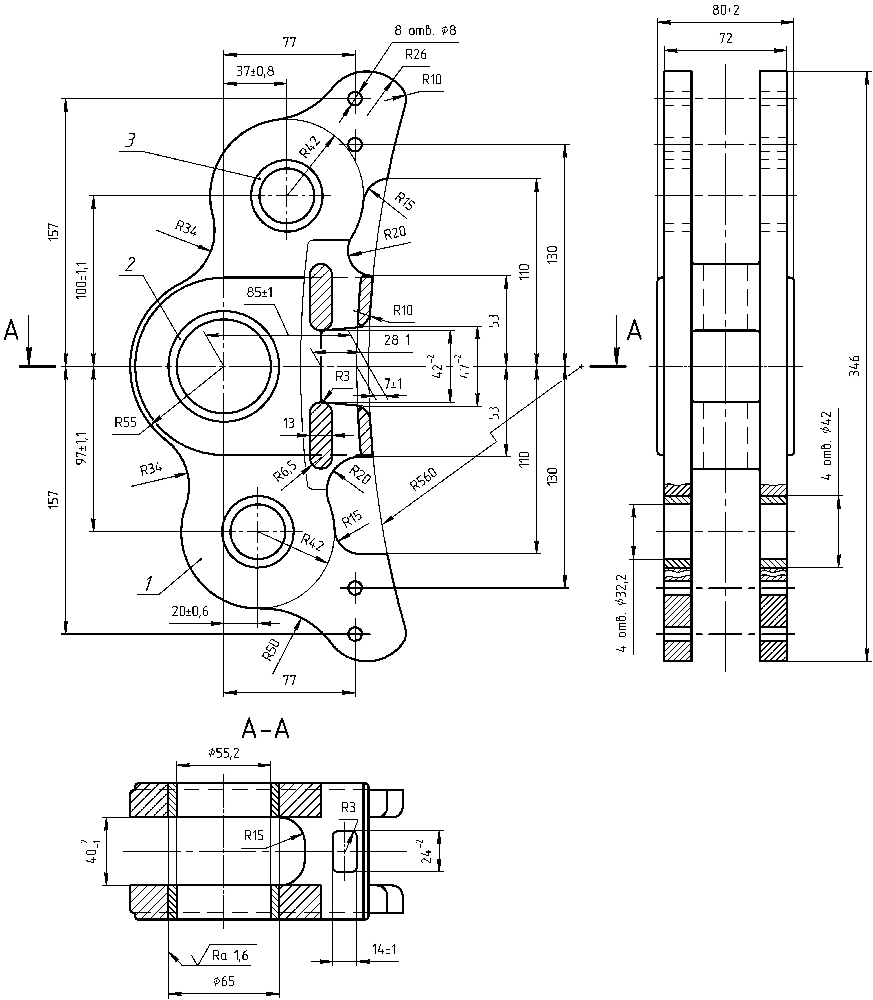 80±2
8 отв. ⌀8
77
72
R26
37±0,8
R10
3
R42
R15
R34
R20
157
130
2
100±1,1
110
85±1
R10
53
A
A
28±1
346
42+2
47+2
R3
7±1
R55
13
53
4 отв. ⌀42
97±1,1
R34
R6,5
R20
R560
110
130
157
R15
R42
1
4 отв. ⌀32,2
20±0,6
R50
77
A-A
⌀55,2
R3
R15
40+2-1
24+2
Ra 1,6
14±1
⌀65